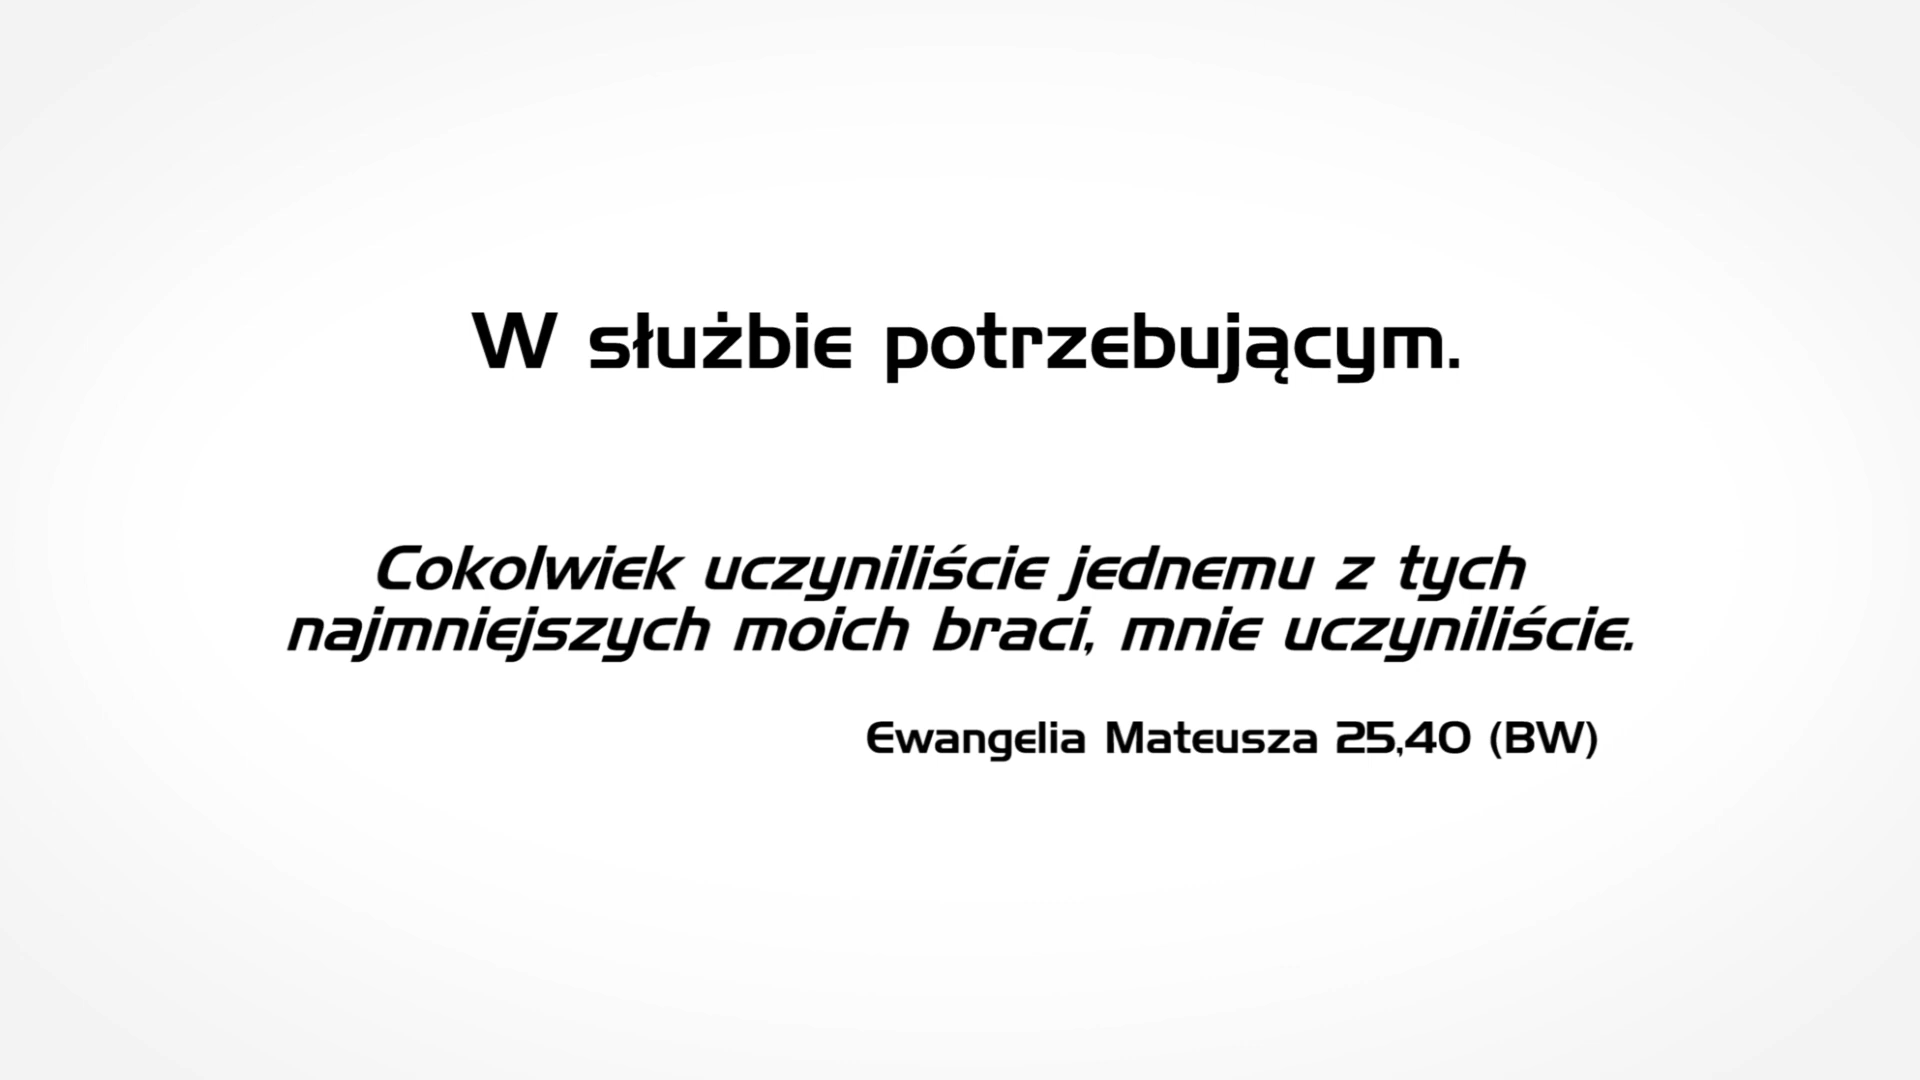 W służbie potrzebującym.
Cokolwiek uczyniliście jednemu z tych
najmniejszych moich braci, mnie uczyniliście.
Ewangelia Mateusza 25,40 (BW)